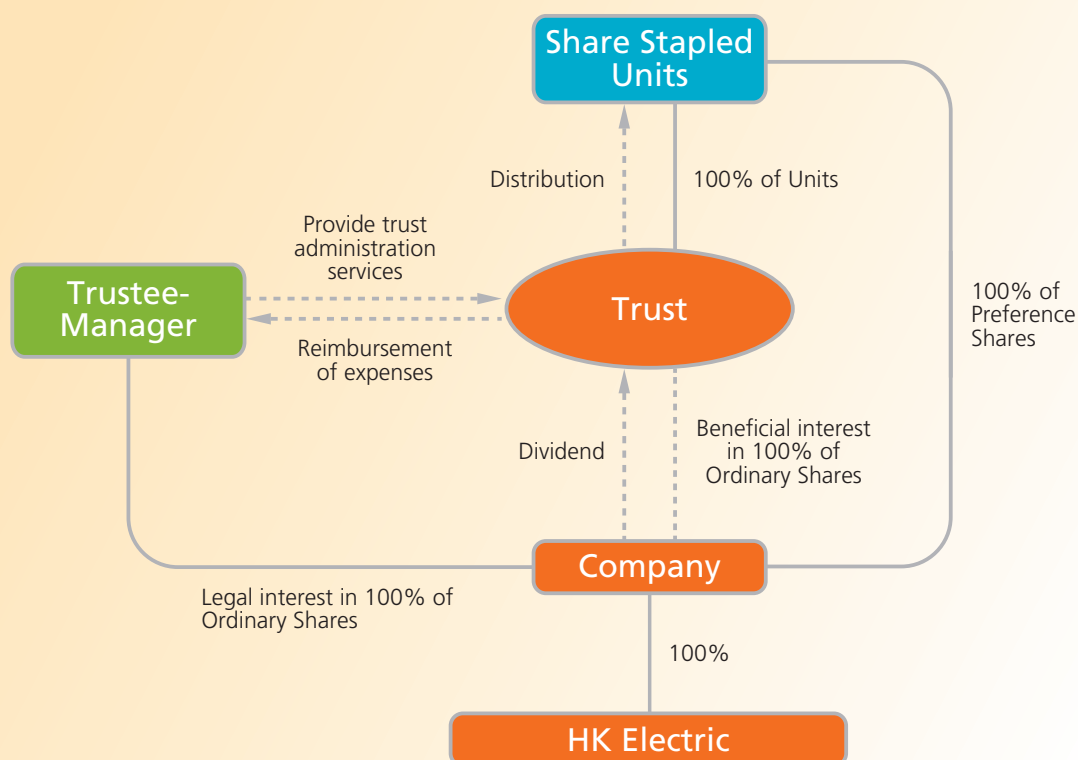 Share Stapled
Units
Distribution
100% of Units
Provide trust
administration
services
Trustee-
Manager
Trust
100% of
Preference
Shares
Reimbursement
of expenses
Dividend
Beneficial interest
in 100% of
Ordinary Shares
Company
Legal interest in 100% of
Ordinary Shares
100%
HK Electric